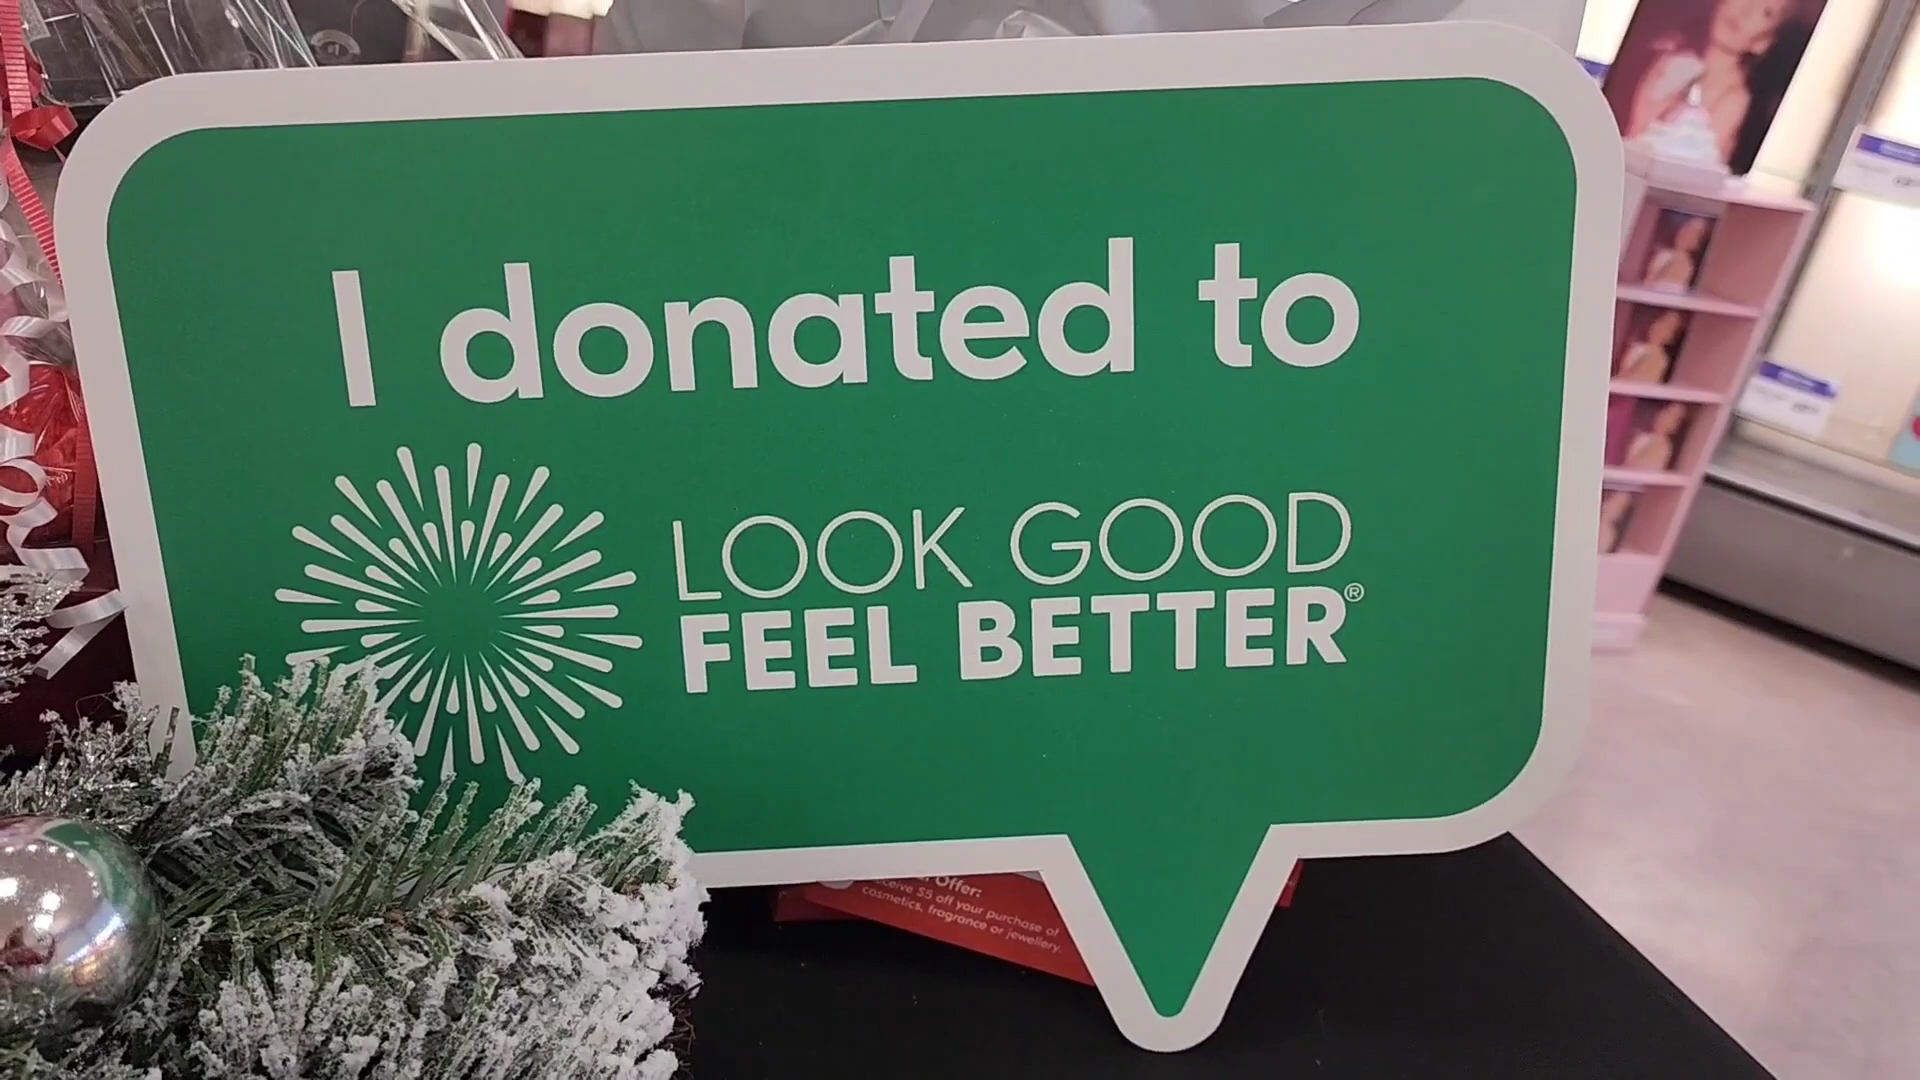 I donated to
LOOK GOOD
FEEL BETTER®
Offer:
receive $5 off your purchase of
cosmetics, fragrance or jewellery.